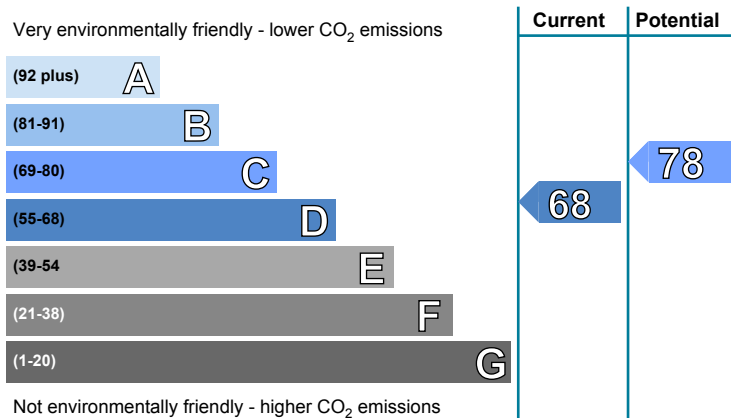 Current Potential
Very environmentally friendly - lower CO₂ emissions
(92 plus) A
(81-91) B
(69-80) C 78
(55-68) D 68
(39-54 E
(21-38) F
(1-20) G
Not environmentally friendly - higher CO₂ emissions